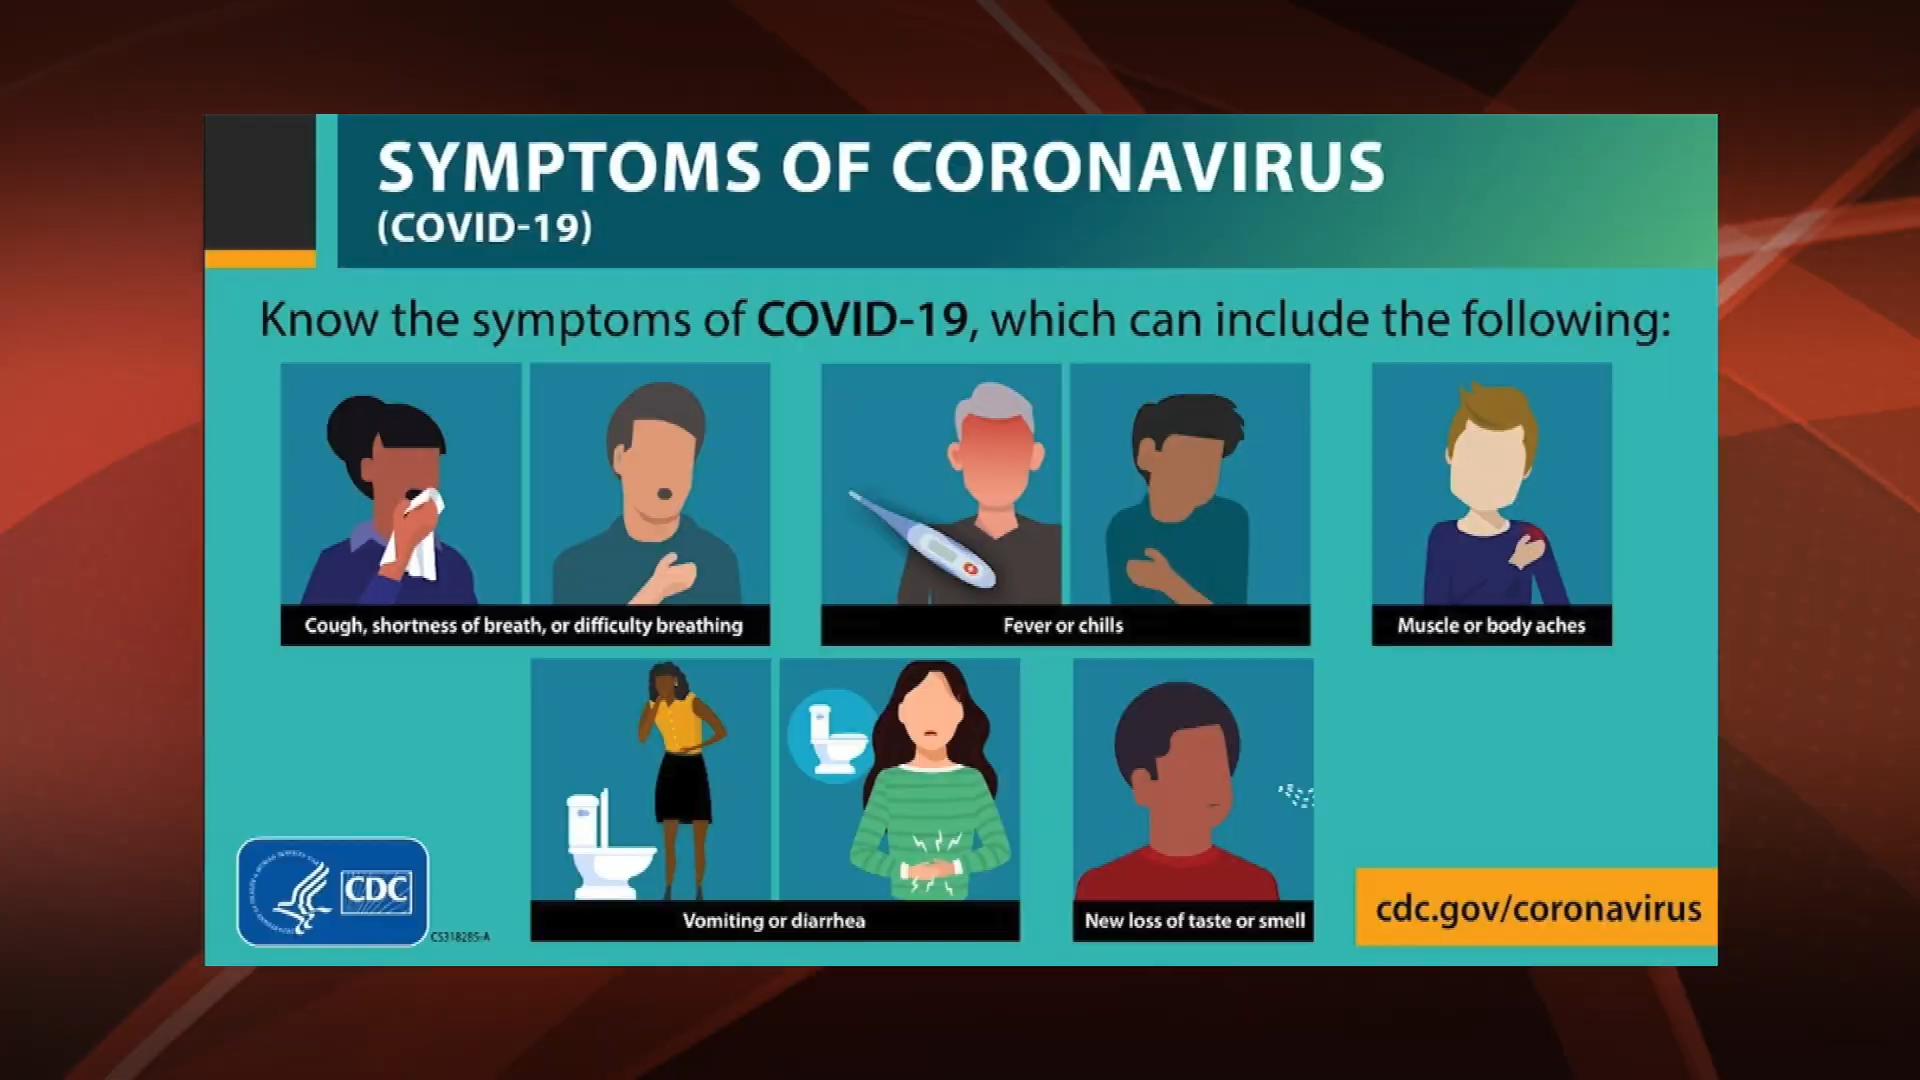 SYMPTOMS OF CORONAVIRUS
(COVID-19)
Know the symptoms of COVID-19, which can include the following:
Cough, shortness of breath, or difficulty breathing
Fever or chills
Muscle or body aches
Vomiting or diarrhea
New loss of taste or smell
CDC
CS318285-A
cdc.gov/coronavirus